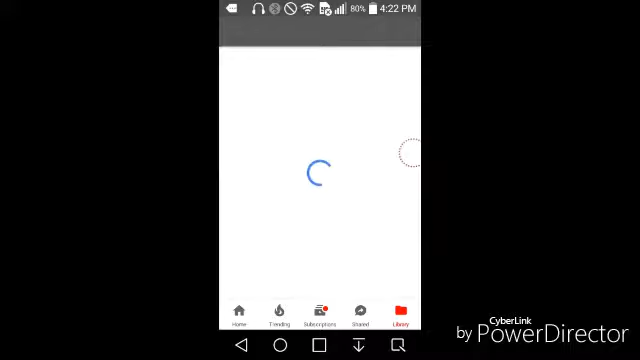 80% 4:22 PM
Home Trending Subscriptions Shared Library
CyberLink
by PowerDirector